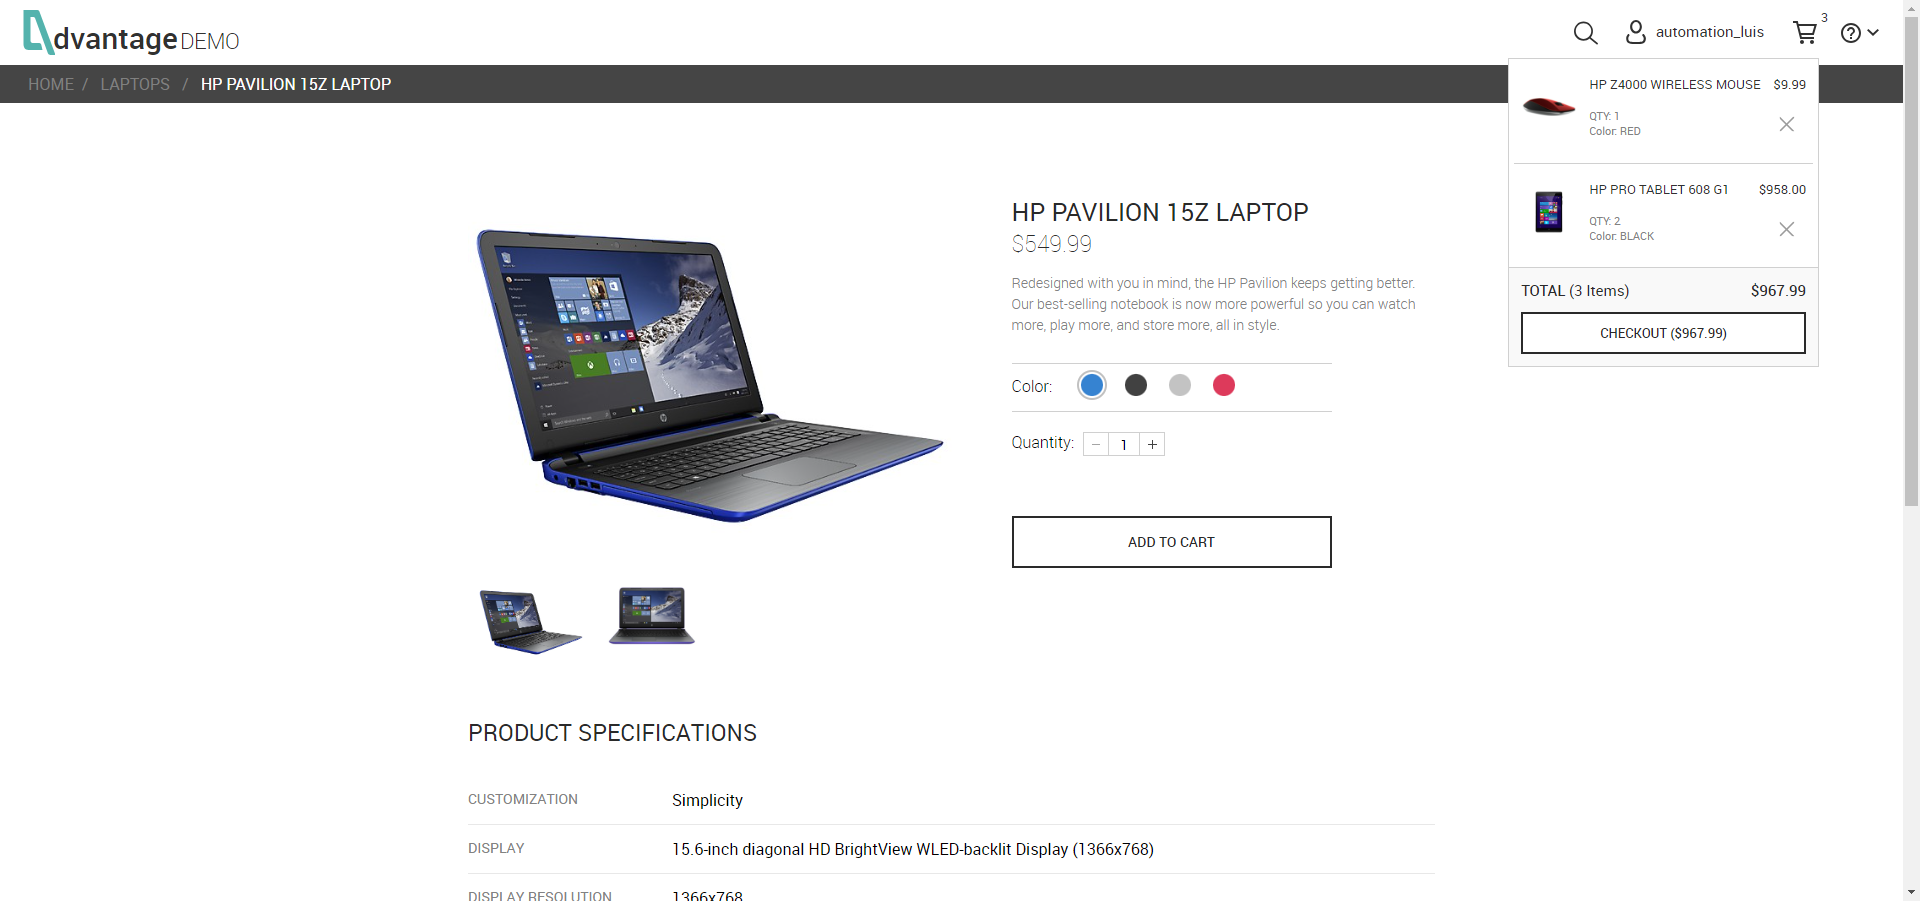 dvantage DEMO
automation_luis
3
HOME / LAPTOPS / HP PAVILION 15Z LAPTOP
HP Z4000 WIRELESS MOUSE $9.99
QTY: 1
Color: RED
HP PRO TABLET 608 G1 $958.00
QTY: 2
Color: BLACK
TOTAL (3 Items) $967.99
CHECKOUT ($967.99)
HP PAVILION 15Z LAPTOP
$549.99
Redesigned with you in mind, the HP Pavilion keeps getting better.
Our best-selling notebook is now more powerful so you can watch
more, play more, and store more, all in style.
Color:
Quantity: − 1 +
ADD TO CART
PRODUCT SPECIFICATIONS
CUSTOMIZATION Simplicity
DISPLAY 15.6-inch diagonal HD BrightView WLED-backlit Display (1366x768)
DISPLAY RESOLUTION 1366x768